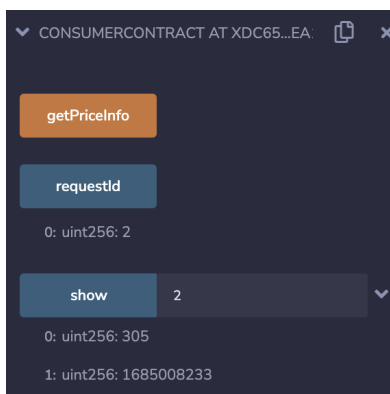 CONSUMERCONTRACT AT XDC65...EA
getPriceInfo
requestId
0: uint256: 2
show 2
0: uint256: 305
1: uint256: 1685008233